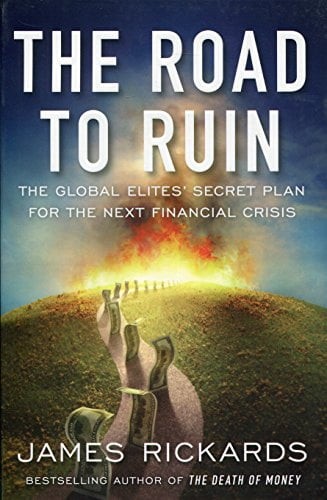 THE ROAD
TO RUIN
THE GLOBAL ELITES' SECRET PLAN
FOR THE NEXT FINANCIAL CRISIS
JAMES RICKARDS
BESTSELLING AUTHOR OF THE DEATH OF MONEY